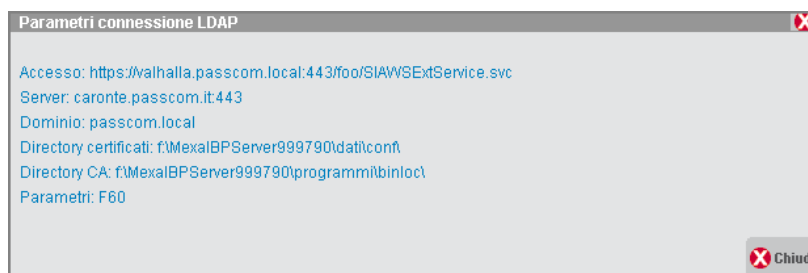 Parametri connessione LDAP
Accesso: https://valhalla.passcom.local:443/foo/SIAWSExtService.svc
Server: caronte.passcom.it:443
Dominio: passcom.local
Directory certificati: f:\MexalBPServer999790\dati\conf\
Directory CA: f:\MexalBPServer999790\programmi\binloc\
Parametri: F60
Chiud